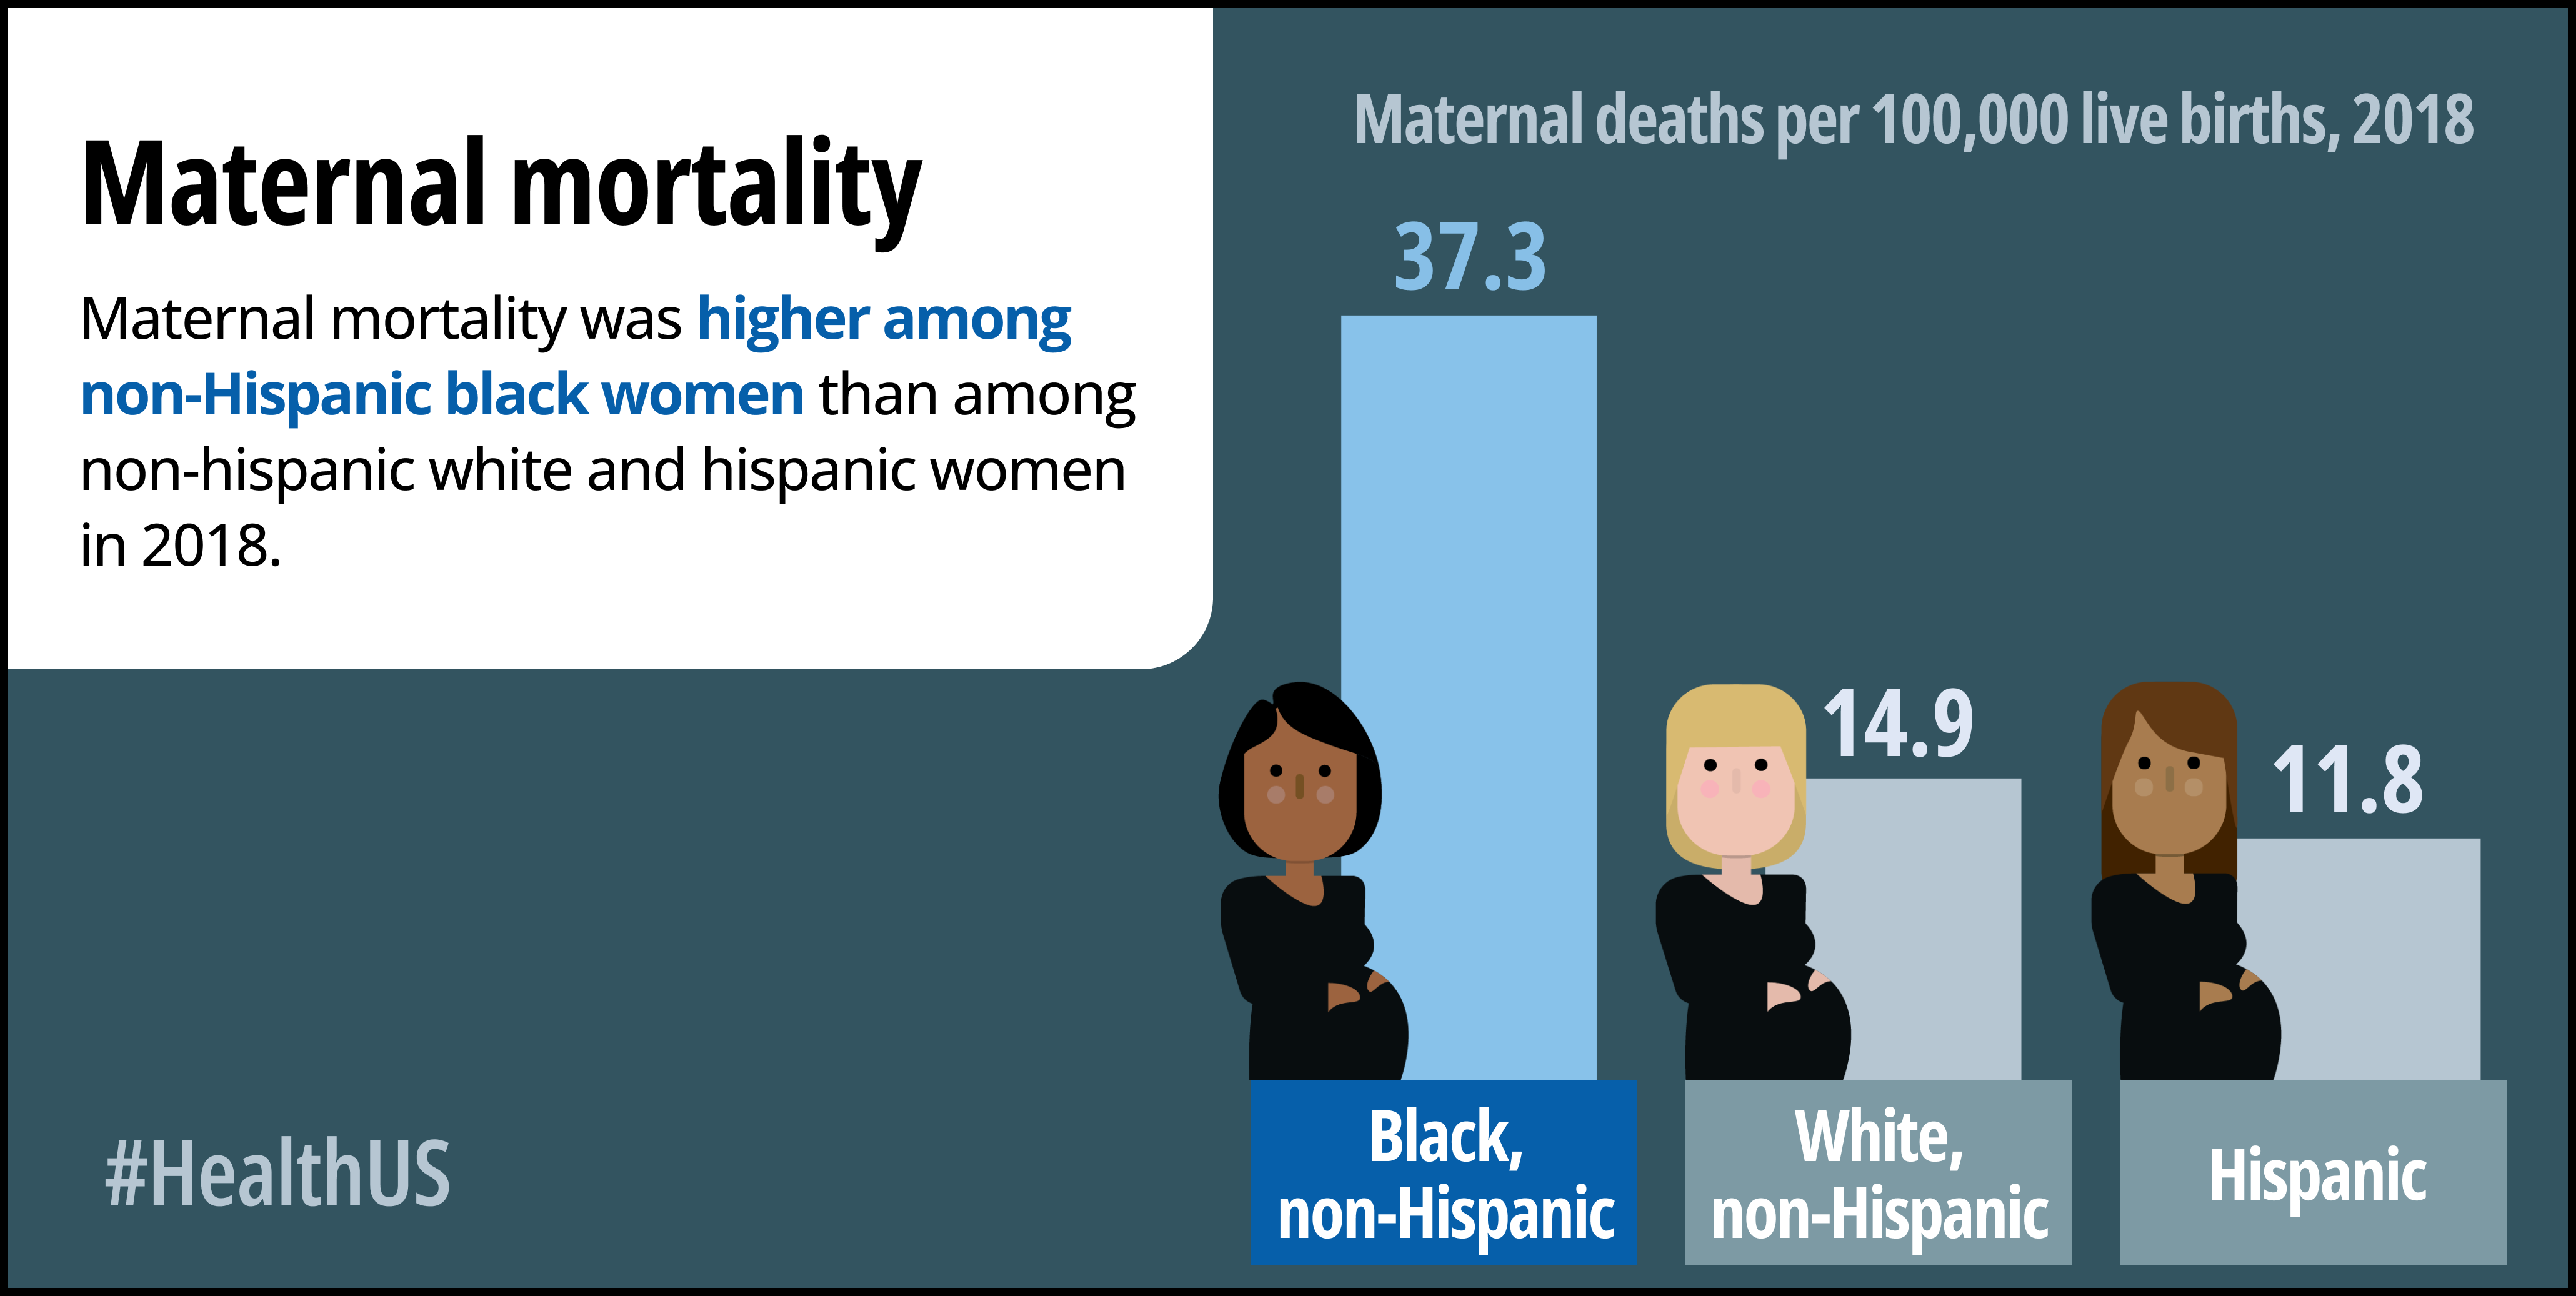 Maternal mortality
Maternal mortality was higher among
non-Hispanic black women than among
non-hispanic white and hispanic women
in 2018.
Maternal deaths per 100,000 live births, 2018
37.3
14.9
11.8
Black,
non-Hispanic
White,
non-Hispanic
Hispanic
#HealthUS